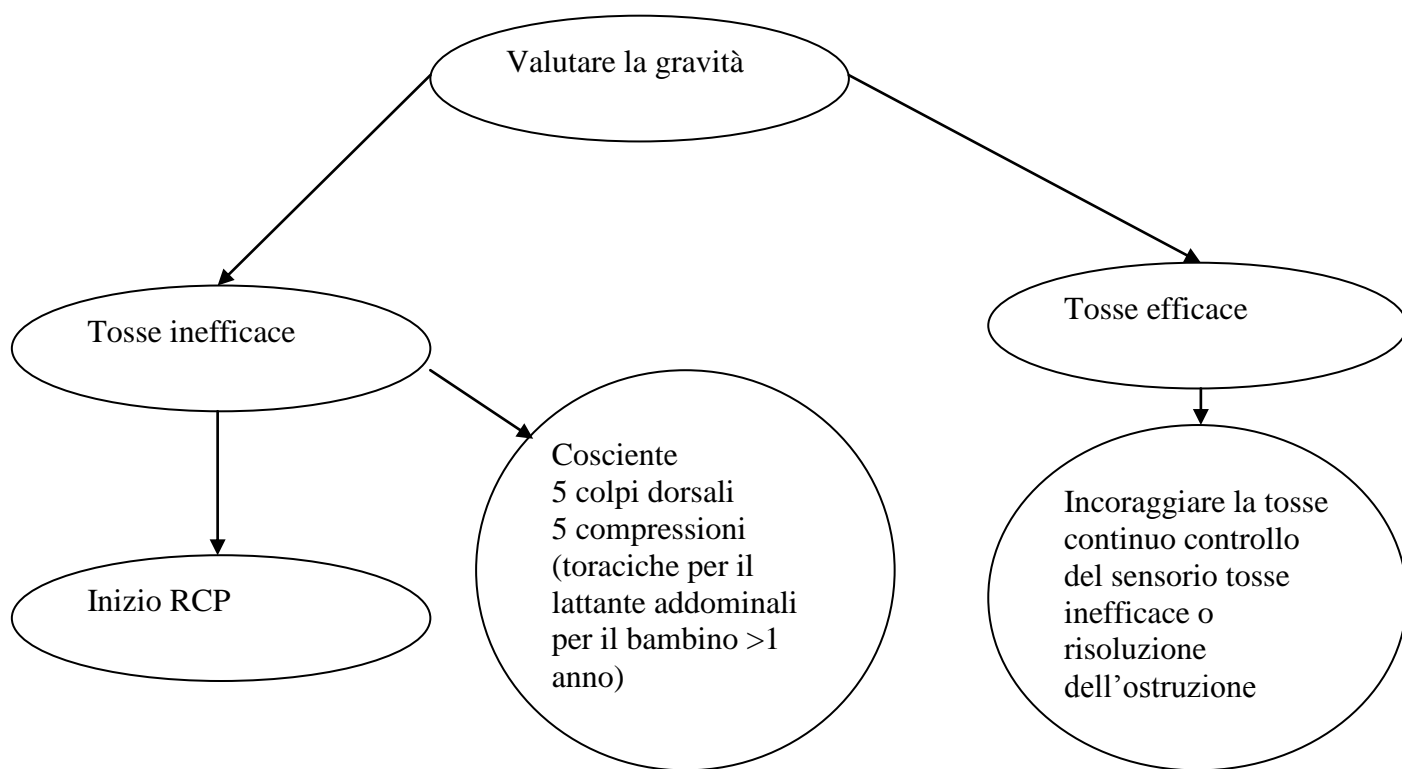 Valutare la gravità
Tosse inefficace
Tosse efficace
Inizio RCP
Cosciente
5 colpi dorsali
5 compressioni
(toraciche per il
lattante addominali
per il bambino >1
anno)
Incoraggiare la tosse
continuo controllo
del sensorio tosse
inefficace o
risoluzione
dell’ostruzione